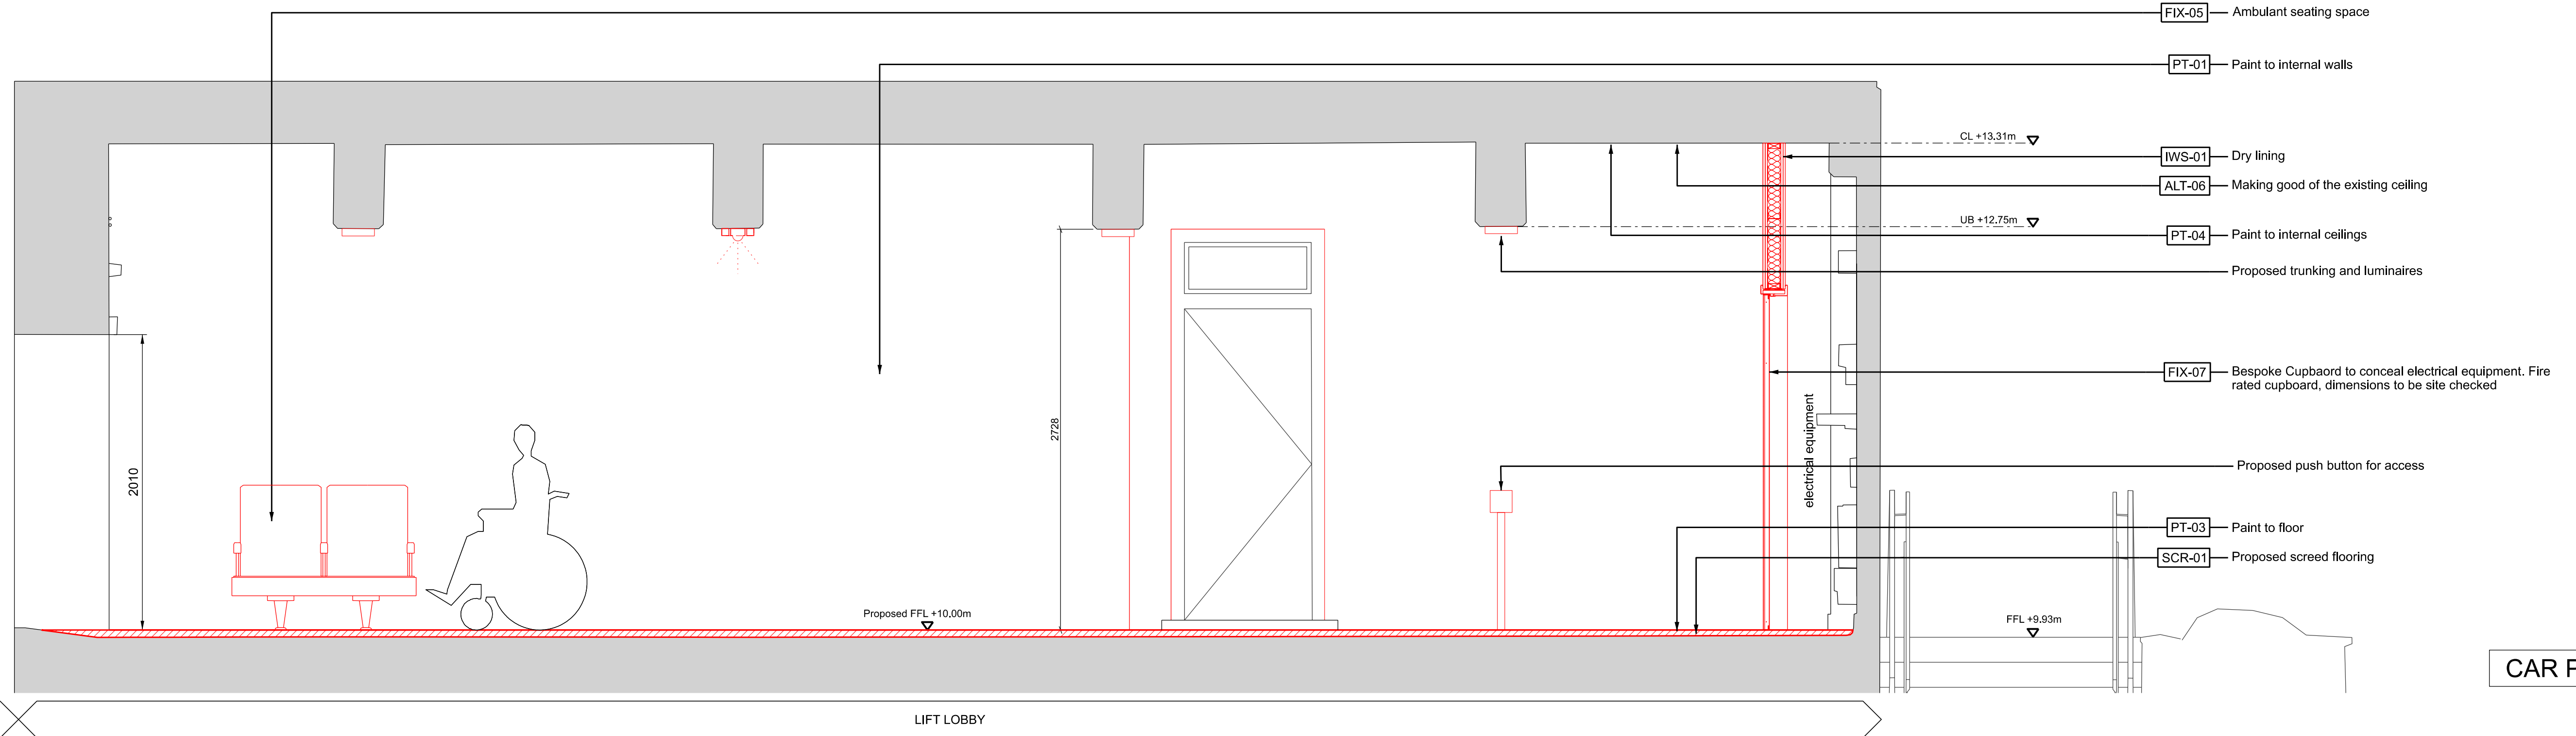 FIX-05 Ambulant seating space
PT-01 Paint to internal walls
CL +13.31m
IWS-01 Dry lining
ALT-06 Making good of the existing ceiling
UB +12.75m
PT-04 Paint to internal ceilings
Proposed trunking and luminaires
FIX-07 Bespoke Cupbaord to conceal electrical equipment. Fire
rated cupboard, dimensions to be site checked
electrical equipment
2728
2010
Proposed push button for access
PT-03 Paint to floor
SCR-01 Proposed screed flooring
Proposed FFL +10.00m
FFL +9.93m
CAR P
LIFT LOBBY